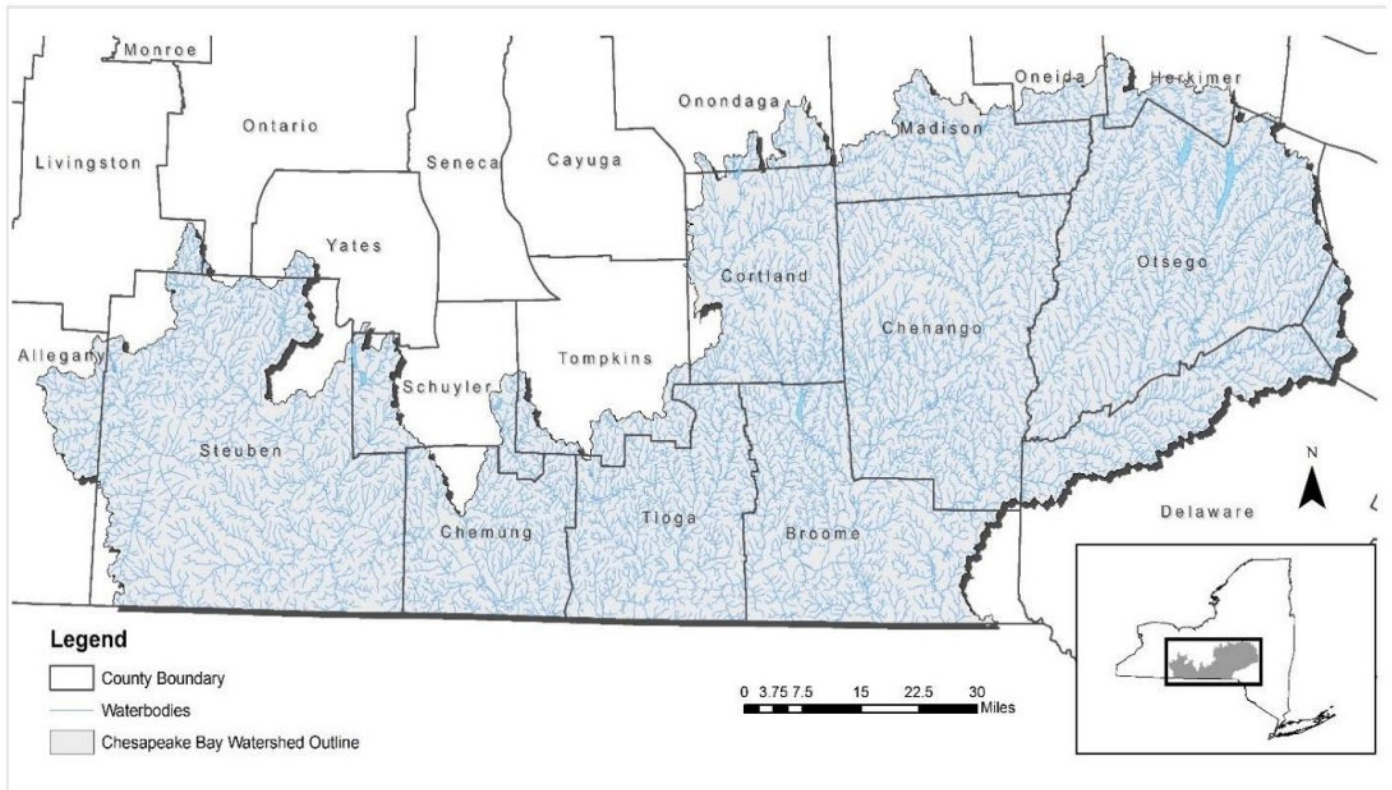 Monroe
Oneida
Herkimer
Onondaga
Ontario
Madison
Livingston
Seneca
Cayuga
Yates
Otsego
Cortland
Chenango
Allegany
Tompkins
Schuyler
Steuben
N
Delaware
Tioga
Chemung
Broome
Legend
County Boundary
Waterbodies
Chesapeake Bay Watershed Outline
0 3.75 7.5 15 22.5 30
Miles